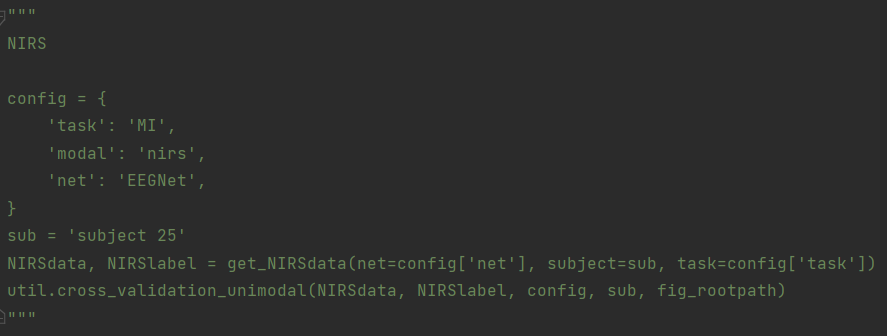 """
NIRS

config = {
    'task': 'MI',
    'modal': 'nirs',
    'net': 'EEGNet',
}
sub = 'subject 25'
NIRSdata, NIRSlabel = get_NIRSdata(net=config['net'], subject=sub, task=config['task'])
util.cross_validation_unimodal(NIRSdata, NIRSlabel, config, sub, fig_rootpath)
"""